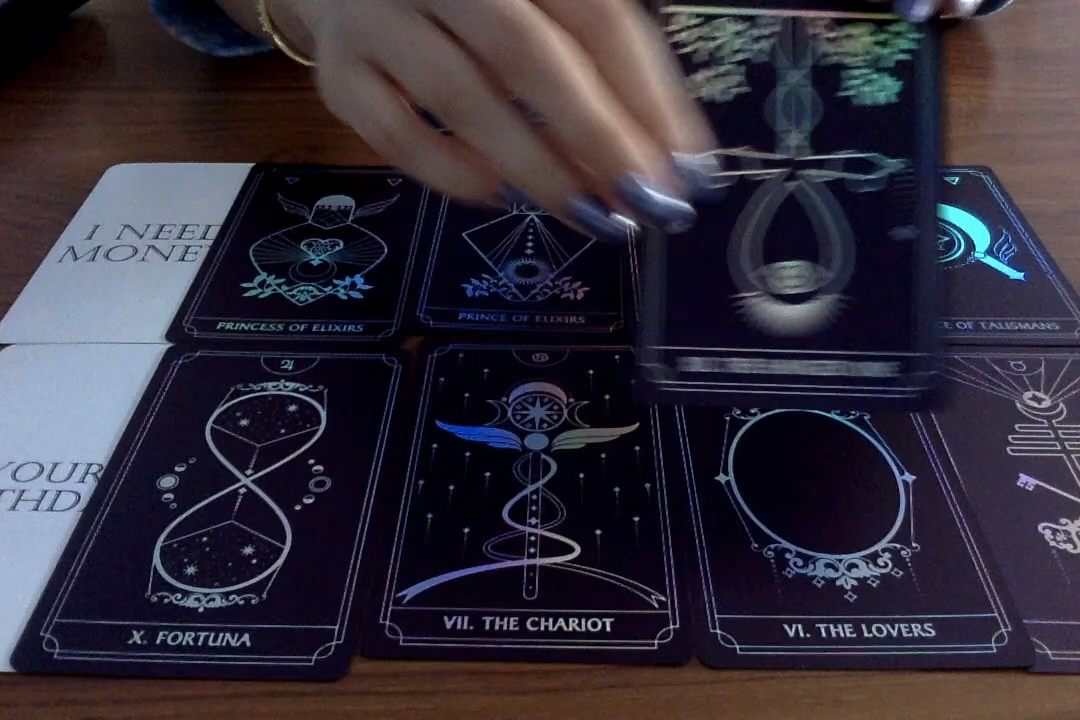 I NEED
MONE
PRINCESS OF ELIXIRS
PRINCE OF ELIXIRS
CE OF TALISMANS
YOUR
THD
X. FORTUNA
VII. THE CHARIOT
VI. THE LOVERS